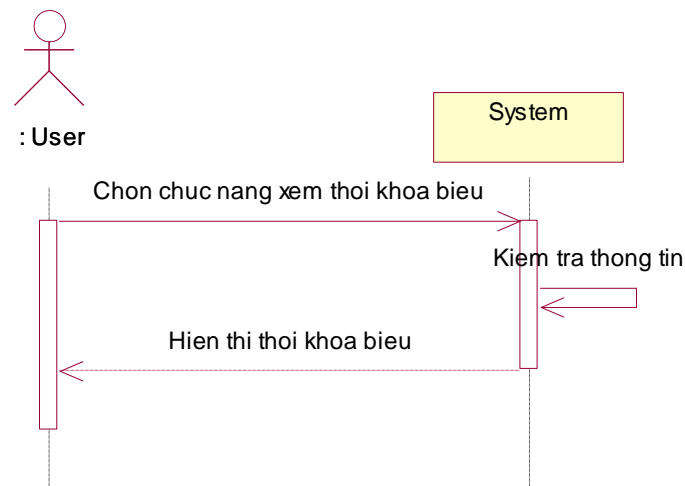 : User
System
Chon chuc nang xem thoi khoa bieu
Kiem tra thong tin
Hien thi thoi khoa bieu